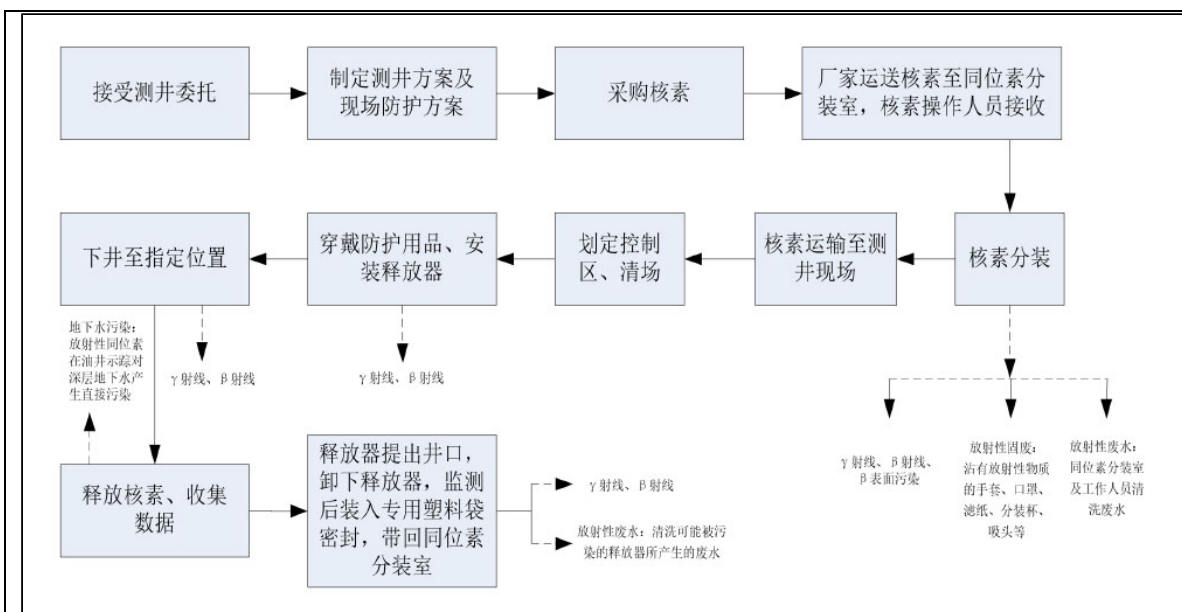 接受测井委托
制定测井方案及
现场防护方案
采购核素
厂家运送核素至同位素分
装室，核素操作人员接收
下井至指定位置
穿戴防护用品、安
装释放器
划定控制
区、清场
核素运输至测
井现场
核素分装
地下水污染：
放射性同位素
在油井示踪对
深层地下水产
生直接污染
γ射线、β射线
γ射线、β射线
γ射线、β射线、
β表面污染
放射性固废：
沾有放射性物质
的手套、口罩、
滤纸、分装杯、
吸头等
放射性废水：
同位素分装室
及工作人员清
洗废水
释放核素、收集
数据
释放器提出井口，
卸下释放器，监测
后装入专用塑料袋
密封，带回同位素
分装室
γ射线、β射线
放射性废水：清洗可能被污
染的释放器所产生的废水